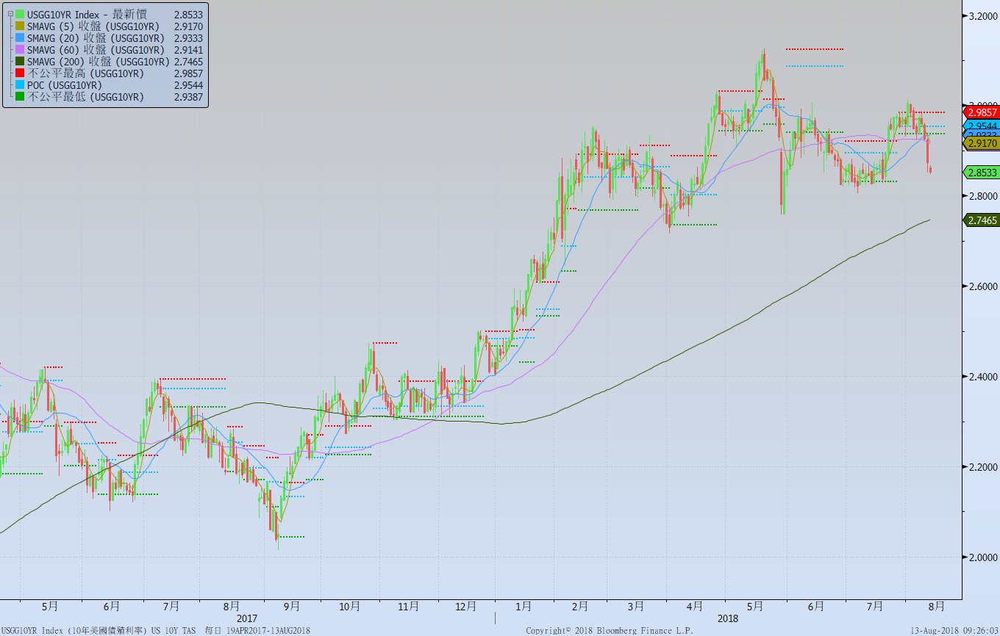 USGG10YR Index - 最新價 2.8533
SMAVG (5) 收盤 (USGG10YR) 2.9170
SMAVG (20) 收盤 (USGG10YR) 2.9333
SMAVG (60) 收盤 (USGG10YR) 2.9141
SMAVG (200) 收盤 (USGG10YR) 2.7465
不公平最高 (USGG10YR) 2.9857
POC (USGG10YR) 2.9544
不公平最低 (USGG10YR) 2.9387
3.2000
3.0000
2.9857
2.9544
2.9333
2.9170
2.8533
2.8000
2.7465
2.6000
2.4000
2.2000
2.0000
5月 6月 7月 8月 9月 10月 11月 12月 1月 2月 3月 4月 5月 6月 7月 8月
2017 2018
USGG10YR Index (10年美國債殖利率) US 10Y TAS 每日 19APR2017-13AUG2018 Copyright© 2018 Bloomberg Finance L.P. 13-Aug-2018 09:26:03